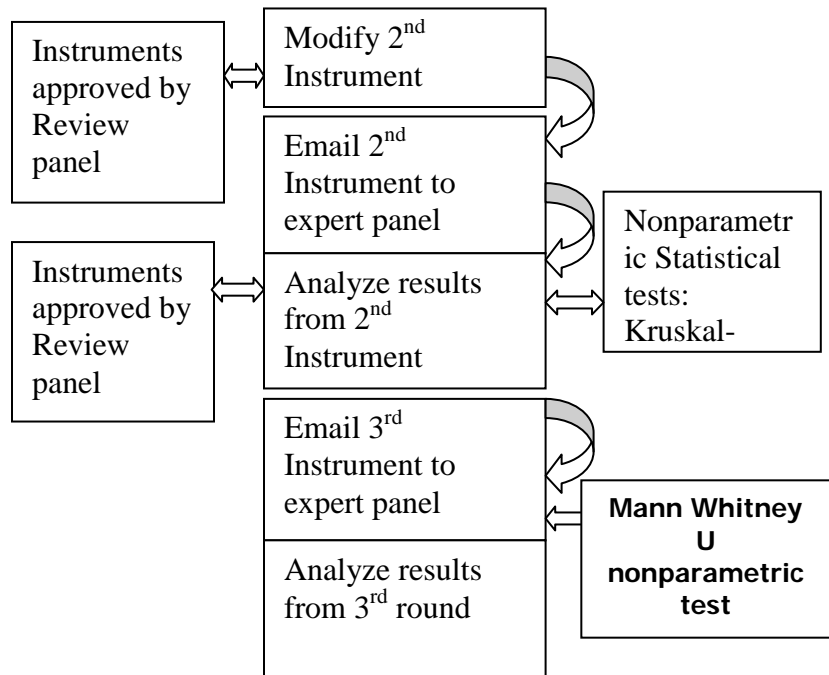 Instruments
approved by
Review
panel
Modify 2nd
Instrument
Email 2nd
Instrument to
expert panel
Instruments
approved by
Review
panel
Analyze results
from 2nd
Instrument
Nonparametr
ic Statistical
tests:
Kruskal-
Email 3rd
Instrument to
expert panel
Mann Whitney
U
nonparametric
test
Analyze results
from 3rd round